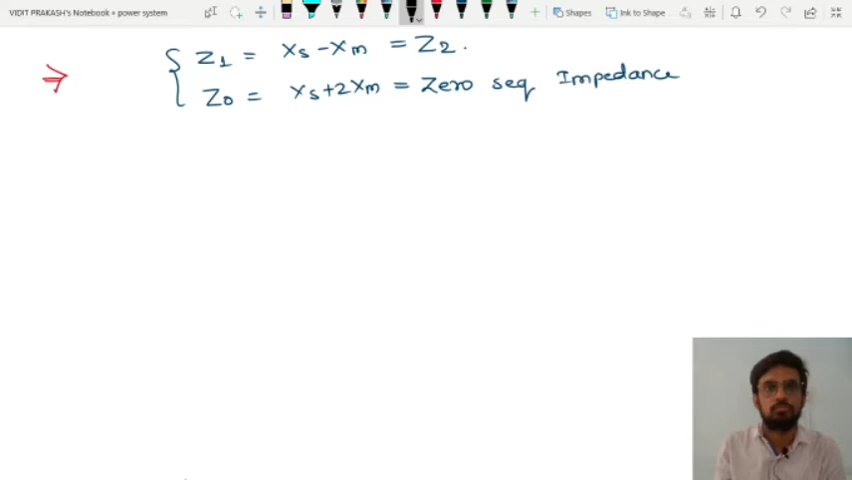 VIDIT PRAKASH's Notebook » power system
Shapes
Ink to Shape
Z1 = Xs-Xm = Z2.
Z0 = Xs+2Xm = Zero seq Impedance